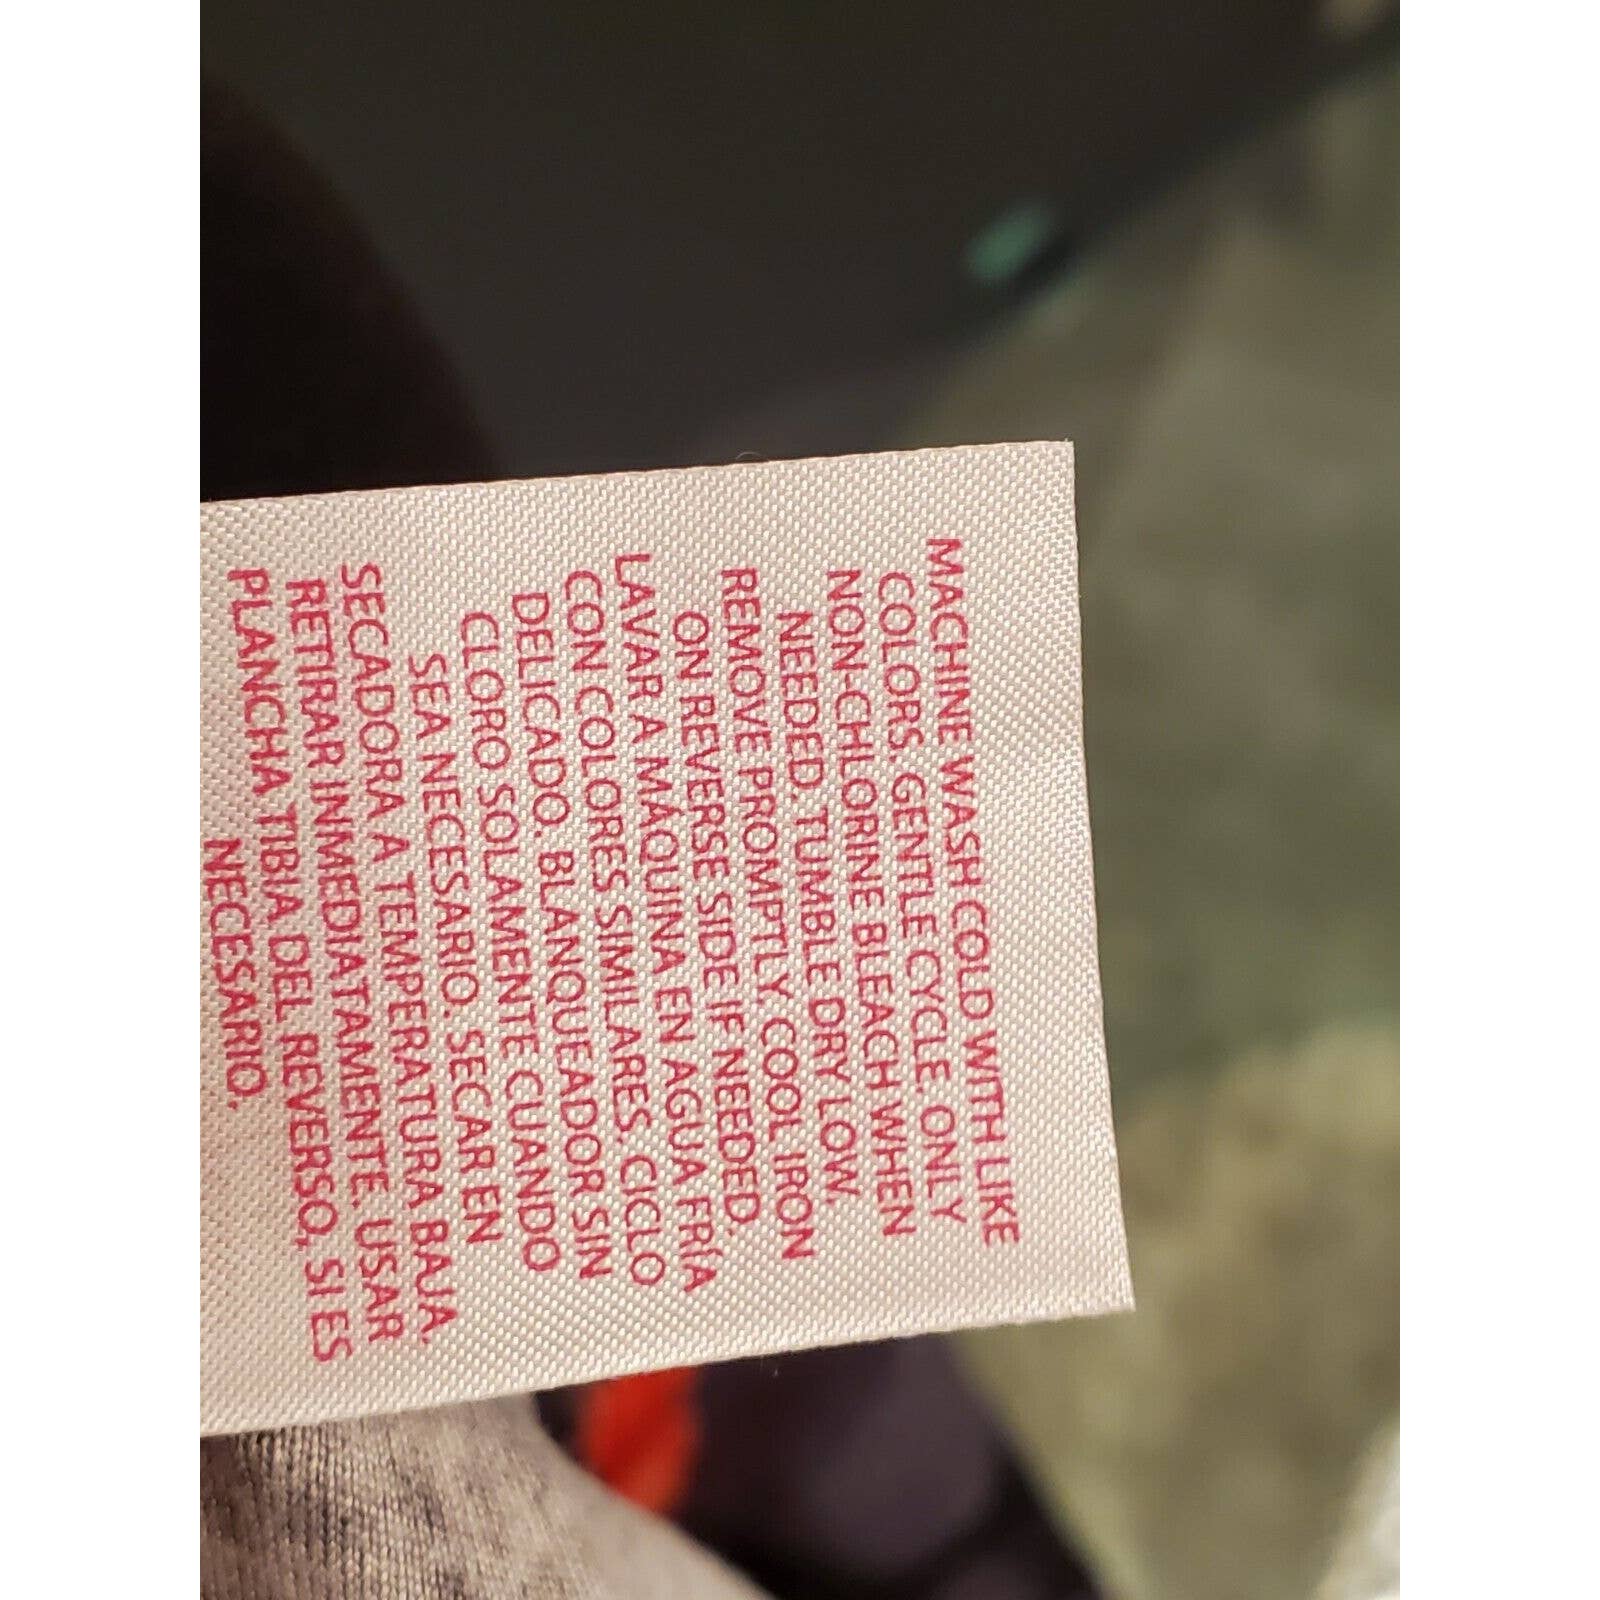 MACHINE WASH COLD WITH LIKE
COLORS. GENTLE CYCLE. ONLY
NON-CHLORINE BLEACH WHEN
NEEDED. TUMBLE DRY LOW.
REMOVE PROMPTLY. COOL IRON
ON REVERSE SIDE IF NEEDED.
LAVAR A MÁQUINA EN AGUA FRÍA
CON COLORES SIMILARES. CICLO
DELICADO. BLANQUEADOR SIN
CLORO SOLAMENTE CUANDO
SEA NECESARIO. SECAR EN
SECADORA A TEMPERATURA BAJA.
RETIRAR INMEDIATAMENTE. USAR
PLANCHA TIBIA DEL REVERSO, SI ES
NECESARIO.